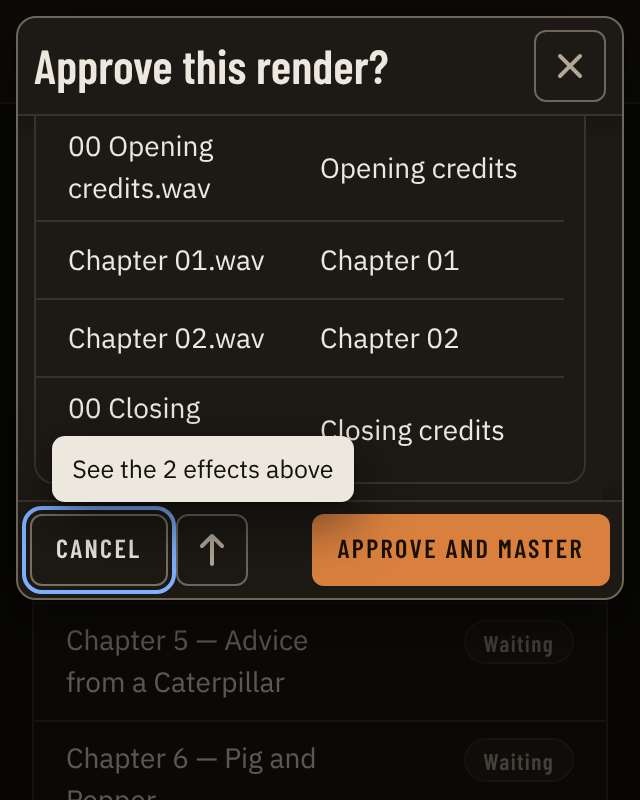 Approve this render?
00 Opening
credits.wav
Opening credits
Chapter 01.wav
Chapter 01
Chapter 02.wav
Chapter 02
00 Closing
Closing credits
See the 2 effects above
CANCEL
APPROVE AND MASTER
Chapter 5 — Advice
from a Caterpillar
Waiting
Chapter 6 — Pig and
Pepper
Waiting